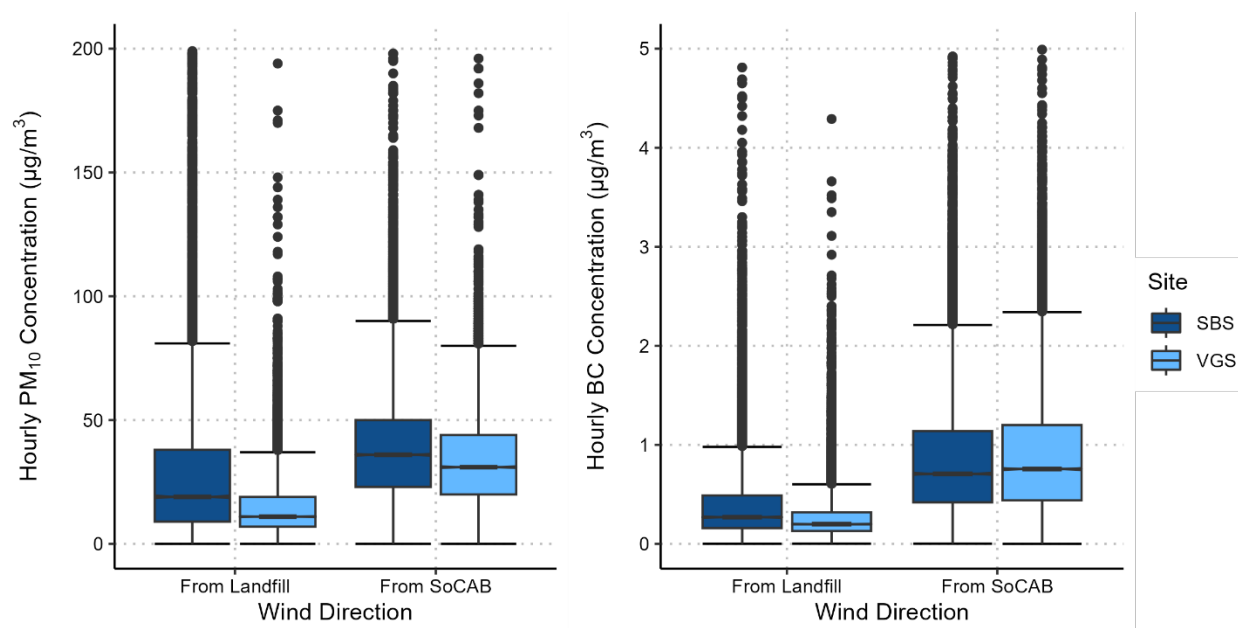 Hourly PM₁₀ Concentration (µg/m³)
200
150
100
50
0
From Landfill
From SoCAB
Wind Direction
Hourly BC Concentration (µg/m³)
5
4
3
2
1
0
From Landfill
From SoCAB
Wind Direction
Site
SBS
VGS